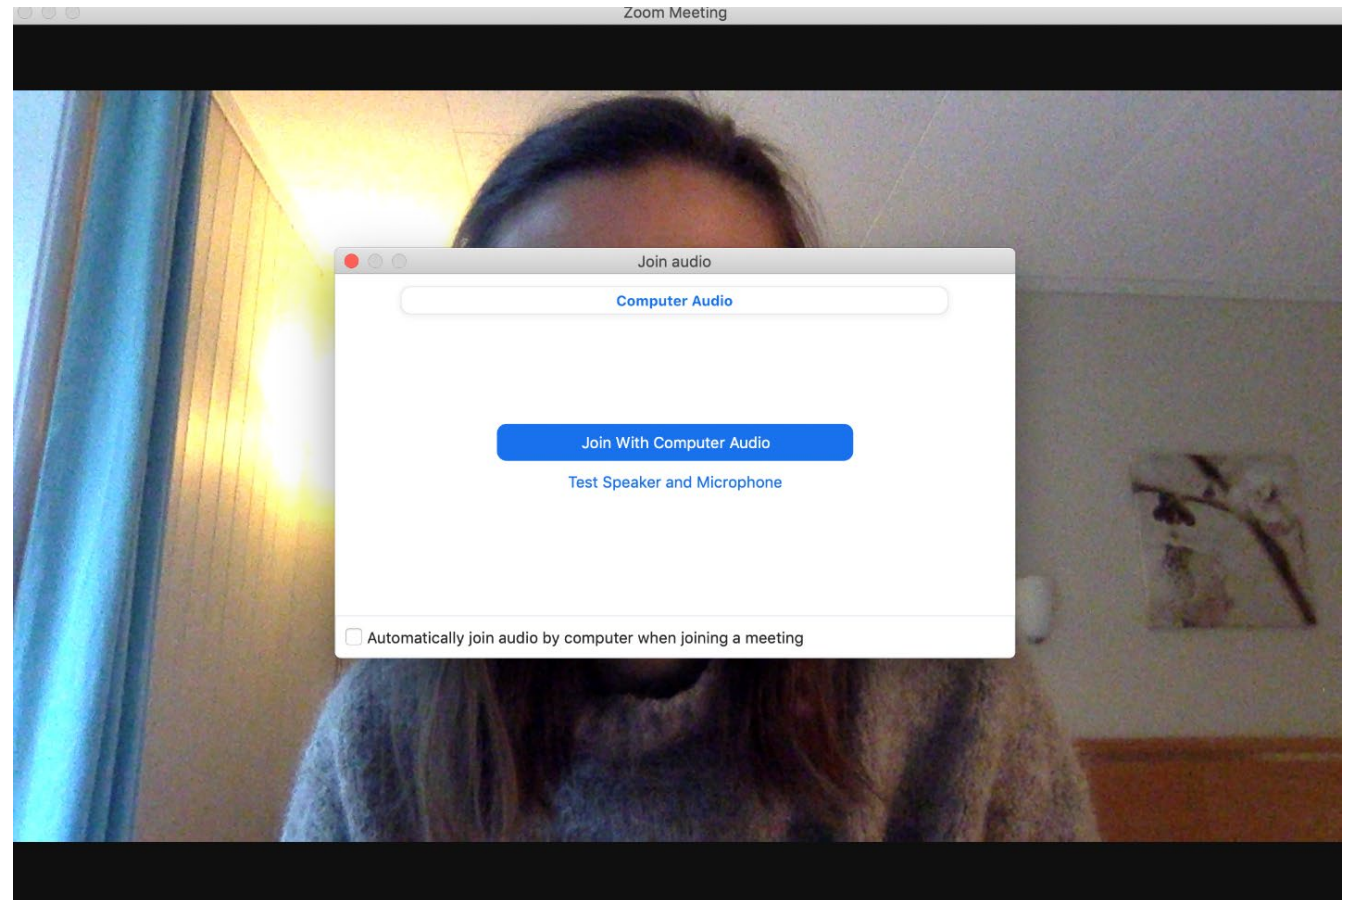 Zoom Meeting
Join audio
Computer Audio
Join With Computer Audio
Test Speaker and Microphone
Automatically join audio by computer when joining a meeting